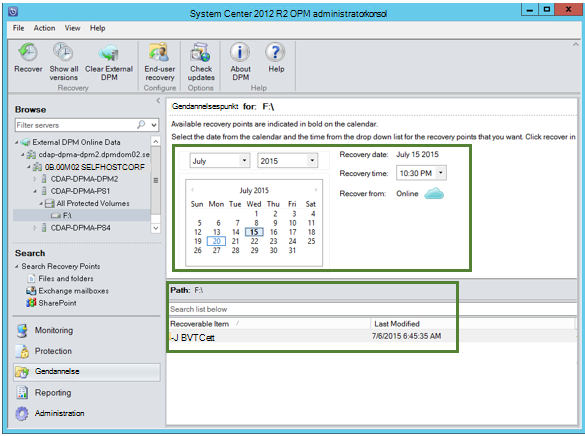 System Center 2012 R2 OPM administratorkonsol
File Action View Help
Recover
Show all versions
Clear External DPM
End-user recovery
Check updates
About DPM
Help
Recovery
Configure
Options
Help
Browse
Filter servers
External DPM Online Data
cdap-dpma-dpm2.dpmdom02.se
0B.00M02 SELFHOSTCORF
CDAP-DPMA-DPM2
CDAP-DPMA-PS1
All Protected Volumes
F:\
CDAP-DPMA-PS4
Search
Search Recovery Points
Files and folders
Exchange mailboxes
SharePoint
Monitoring
Protection
Gendannelse
Reporting
Administration
Gendannelsespunkt for: F:\
Available recovery points are indicated in bold on the calendar.
Select the date from the calendar and the time from the drop down list for the recovery points that you want. Click recover in
July 2015
July 2015
Sun Mon Tue Wed Thu Fri Sat
1 2 3 4
5 6 7 8 9 10 11
12 13 14 15 16 17 18
19 20 21 22 23 24 25
26 27 28 29 30 31
Recovery date: July 15 2015
Recovery time: 10:30 PM
Recover from: Online
Path: F:\
Search list below
Recoverable Item / Last Modified
-J BVTCett 7/6/2015 6:45:35 AM